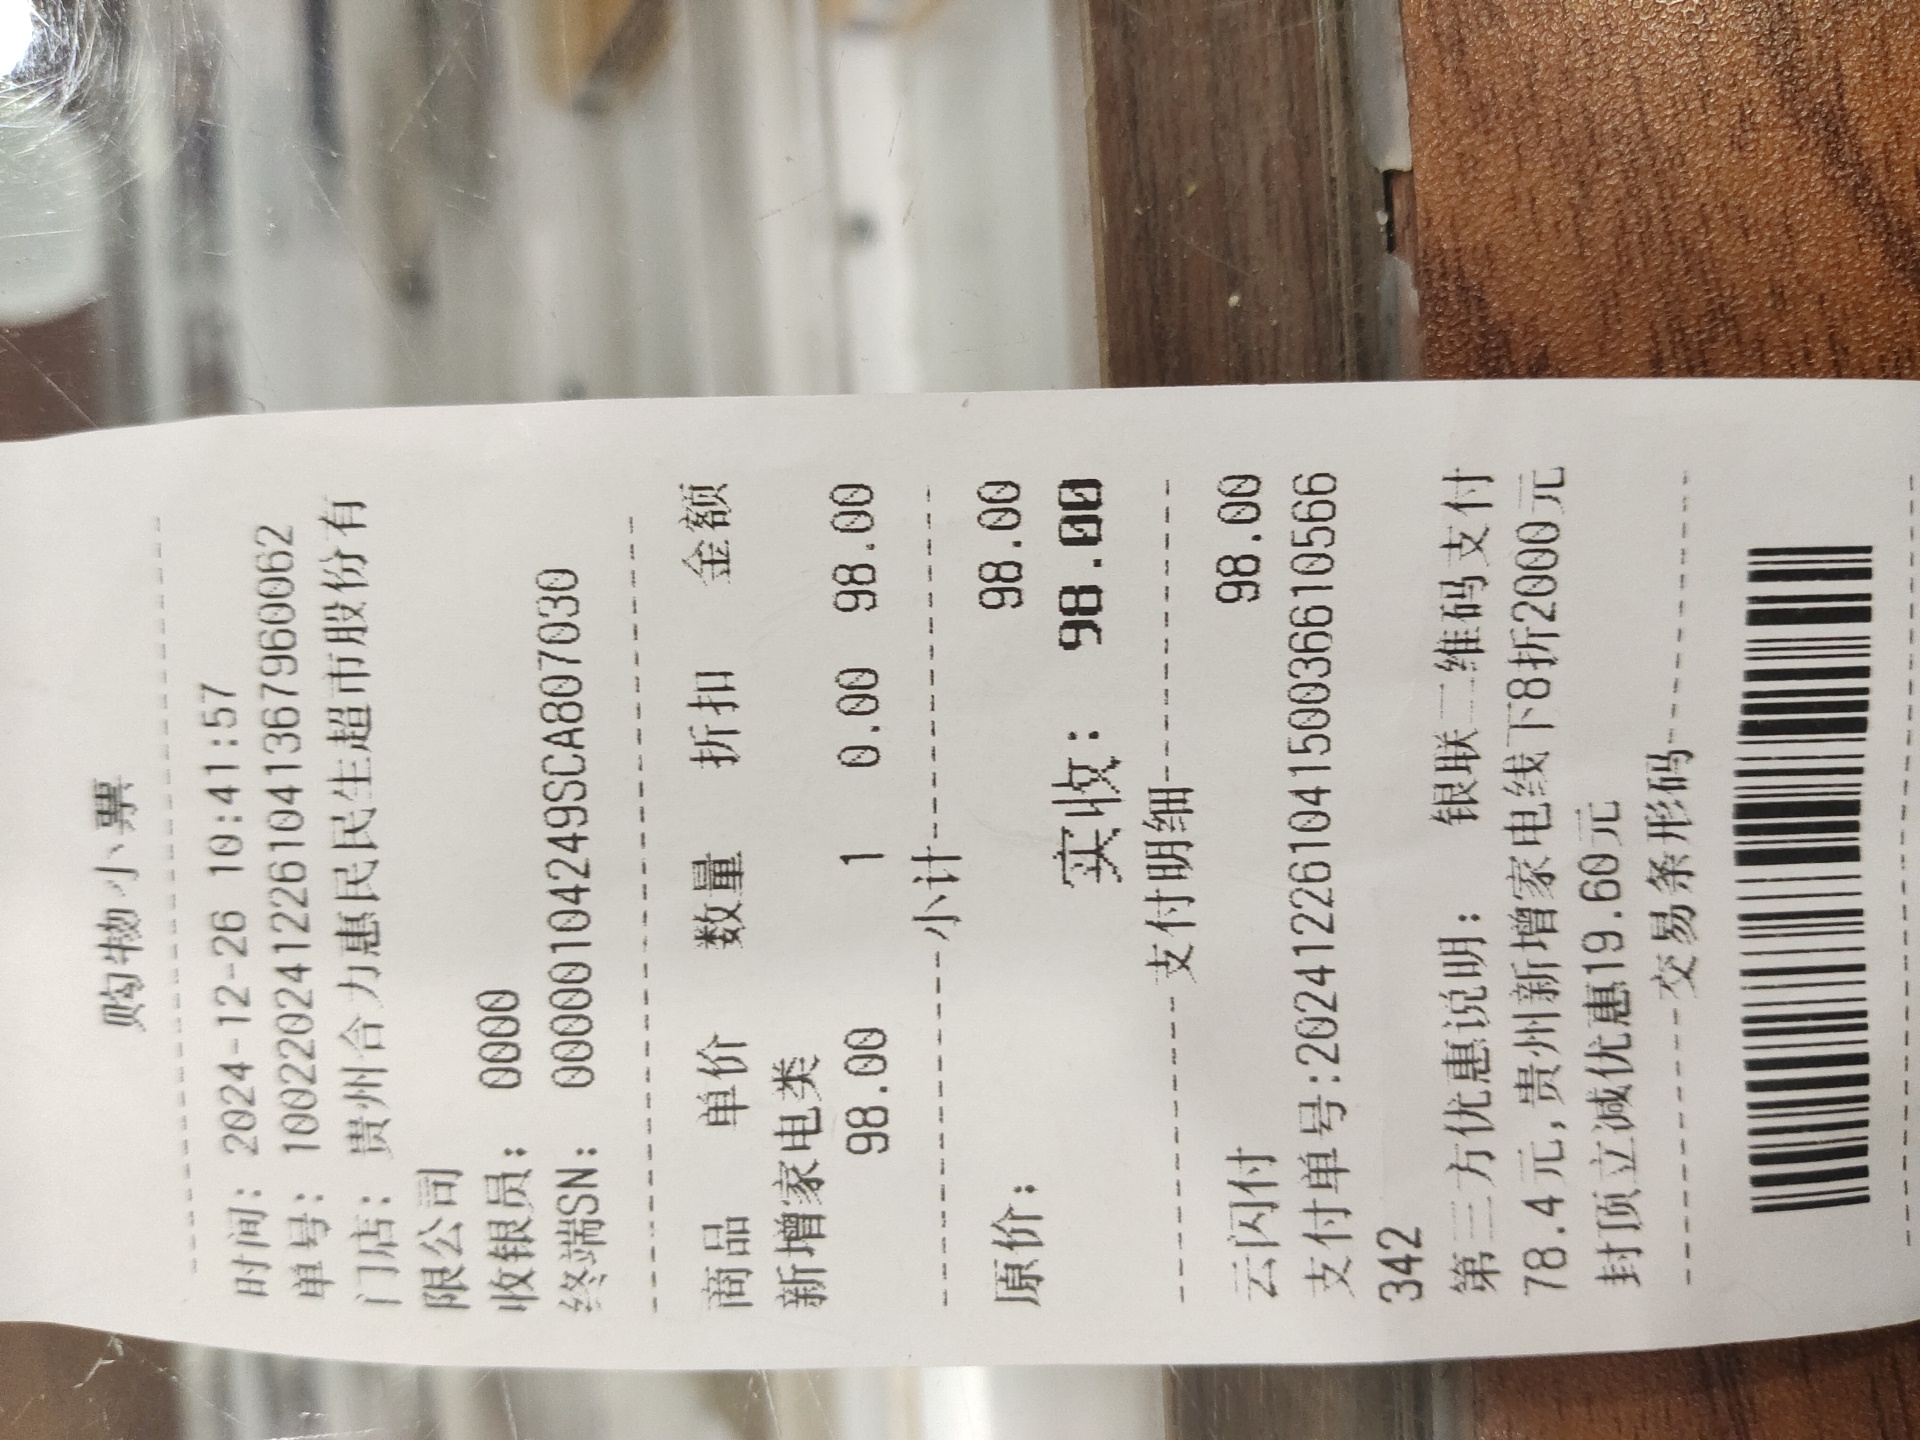 购物小票
时间: 2024-12-26 10:41:57
单号: 10022024122610413679600​62
门店: 贵州合力惠民民生超市股份有
限公司
收银员: 0000
终端SN: 00000104249SCA807030
商品 单价 数量 折扣 金额
新增家电类
98.00 1 0.00 98.00
小计
原价: 98.00
实收: 98.00
支付明细
云闪付 98.00
支付单号:20241226104150036610566
342
第三方优惠说明: 银联二维码支付
78.4元,贵州新增家电线下8折2000元
封顶立减优惠19.60元
交易条形码